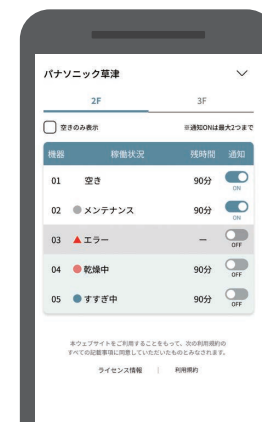 パナソニック草津
2F 3F
空きのみ表示 ※通知ONは最大2つまで
機器 稼働状況 残時間 通知
01 空き 90分 ON
02 メンテナンス 90分 ON
03 エラー ー OFF
04 乾燥中 90分 OFF
05 すすぎ中 90分 OFF
本ウェブサイトをご利用することをもって、次の利用規約の
すべての記載事項に同意していただいたものとみなされます。
ライセンス情報 | 利用規約